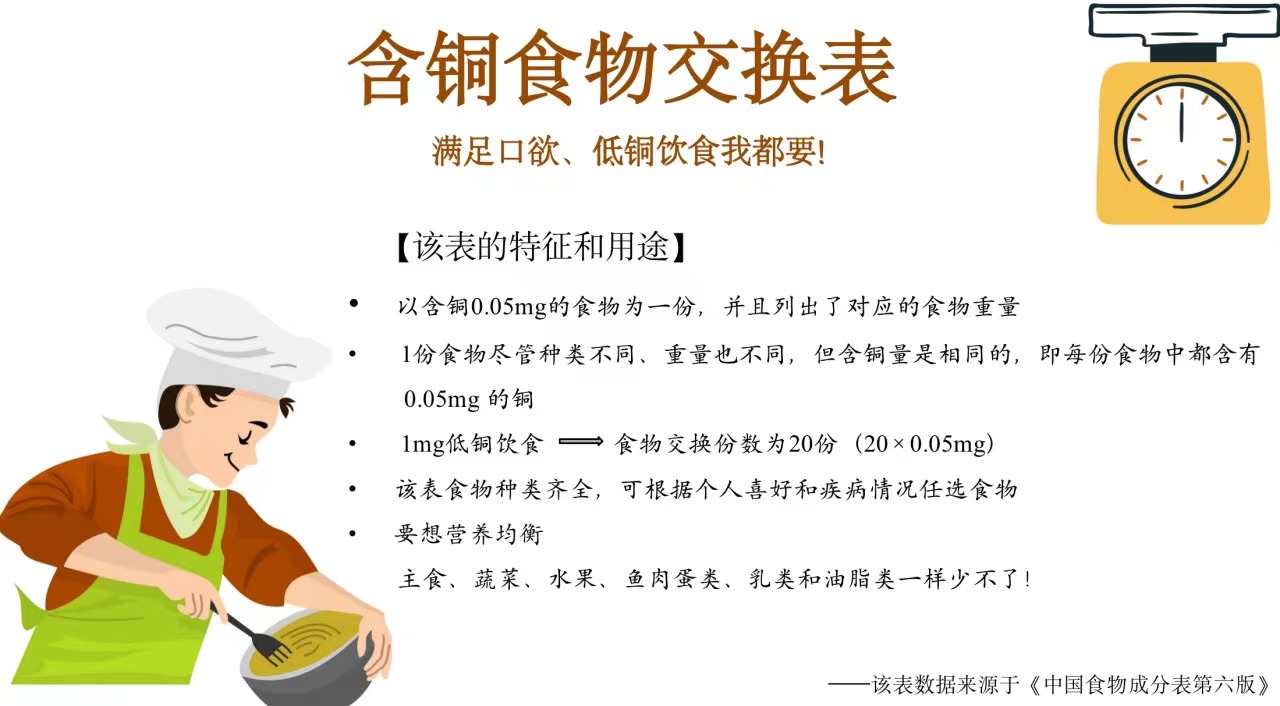 含铜食物交换表
满足口欲、低铜饮食我都要!
【该表的特征和用途】
• 以含铜0.05mg的食物为一份，并且列出了对应的食物重量
• 1份食物尽管种类不同、重量也不同，但含铜量是相同的，即每份食物中都含有
0.05mg 的铜
• 1mg低铜饮食 ⟹ 食物交换份数为20份（20×0.05mg）
• 该表食物种类齐全，可根据个人喜好和疾病情况任选食物
• 要想营养均衡
主食、蔬菜、水果、鱼肉蛋类、乳类和油脂类一样少不了！
——该表数据来源于《中国食物成分表第六版》